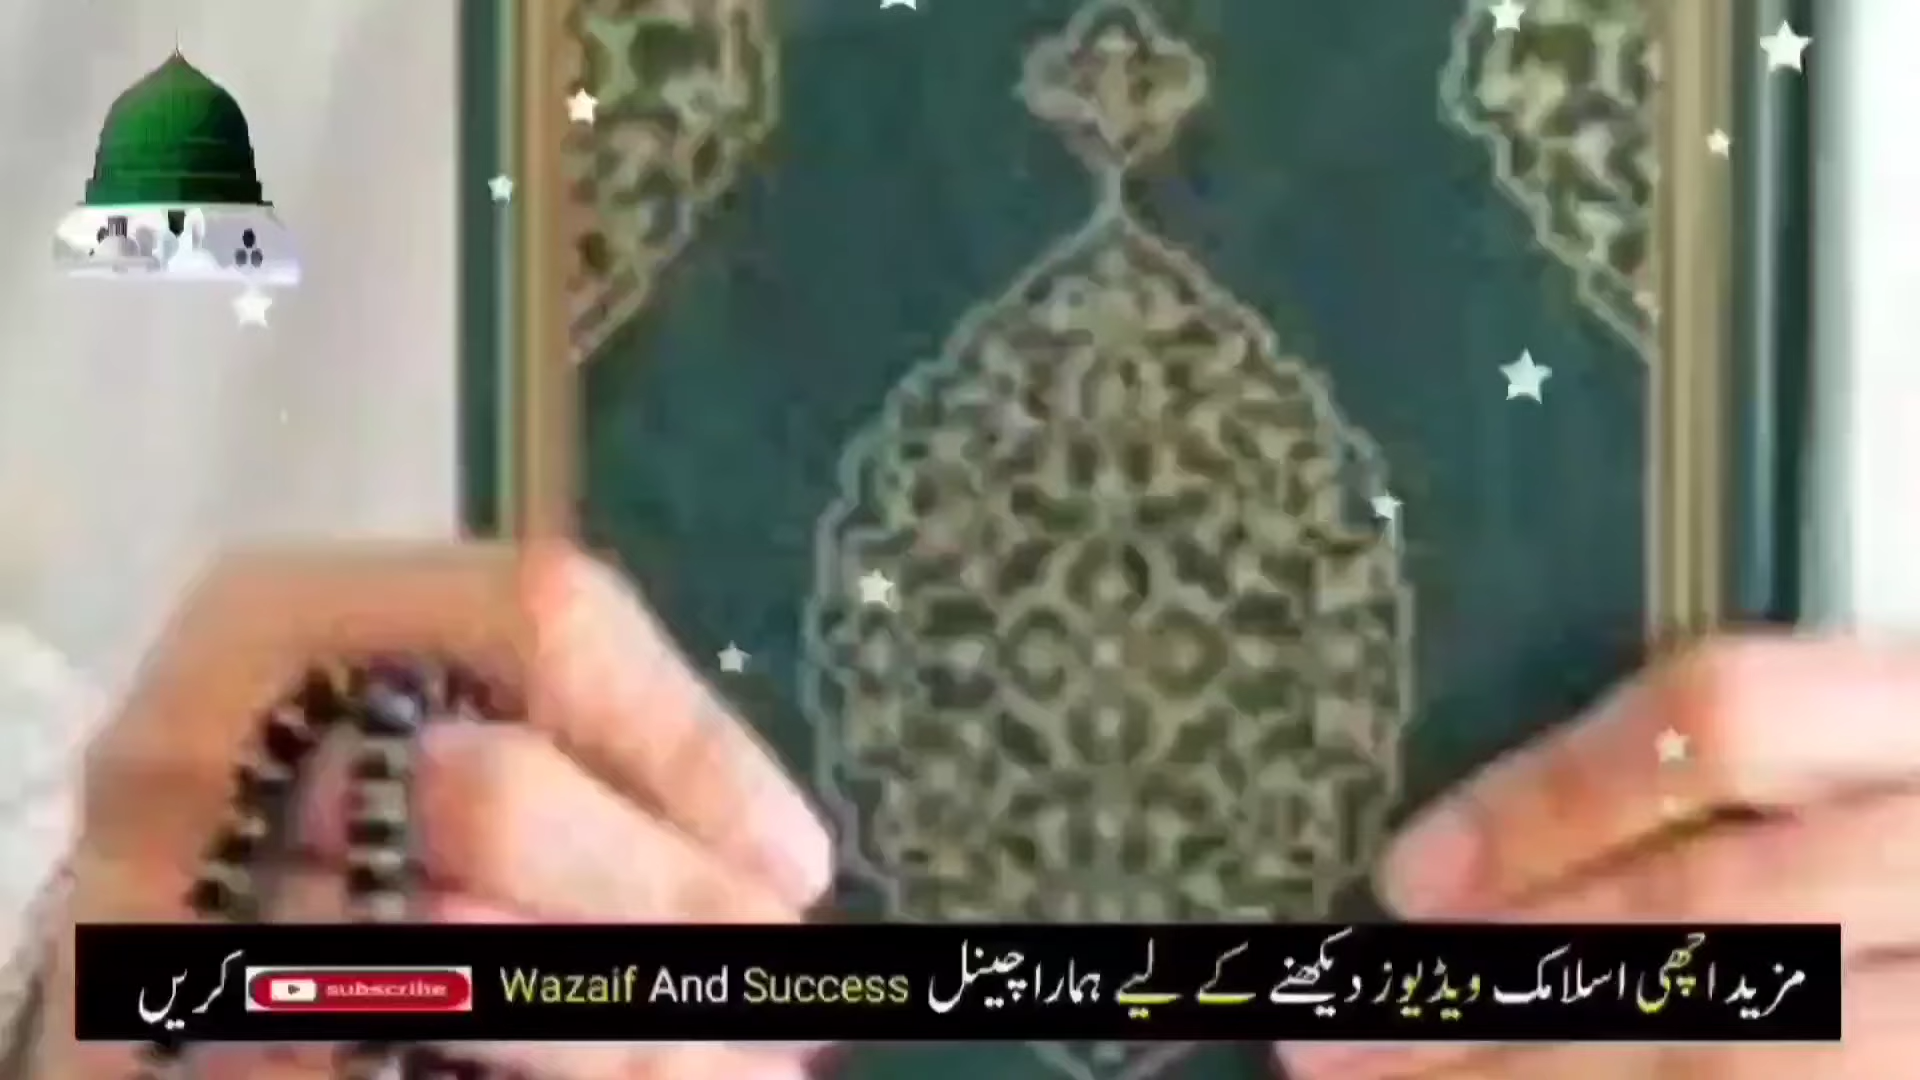 مزید اچھی اسلامک ویڈیوز دیکھنے کے لیے ہمارا چینل Wazaif And Success subscribe کریں